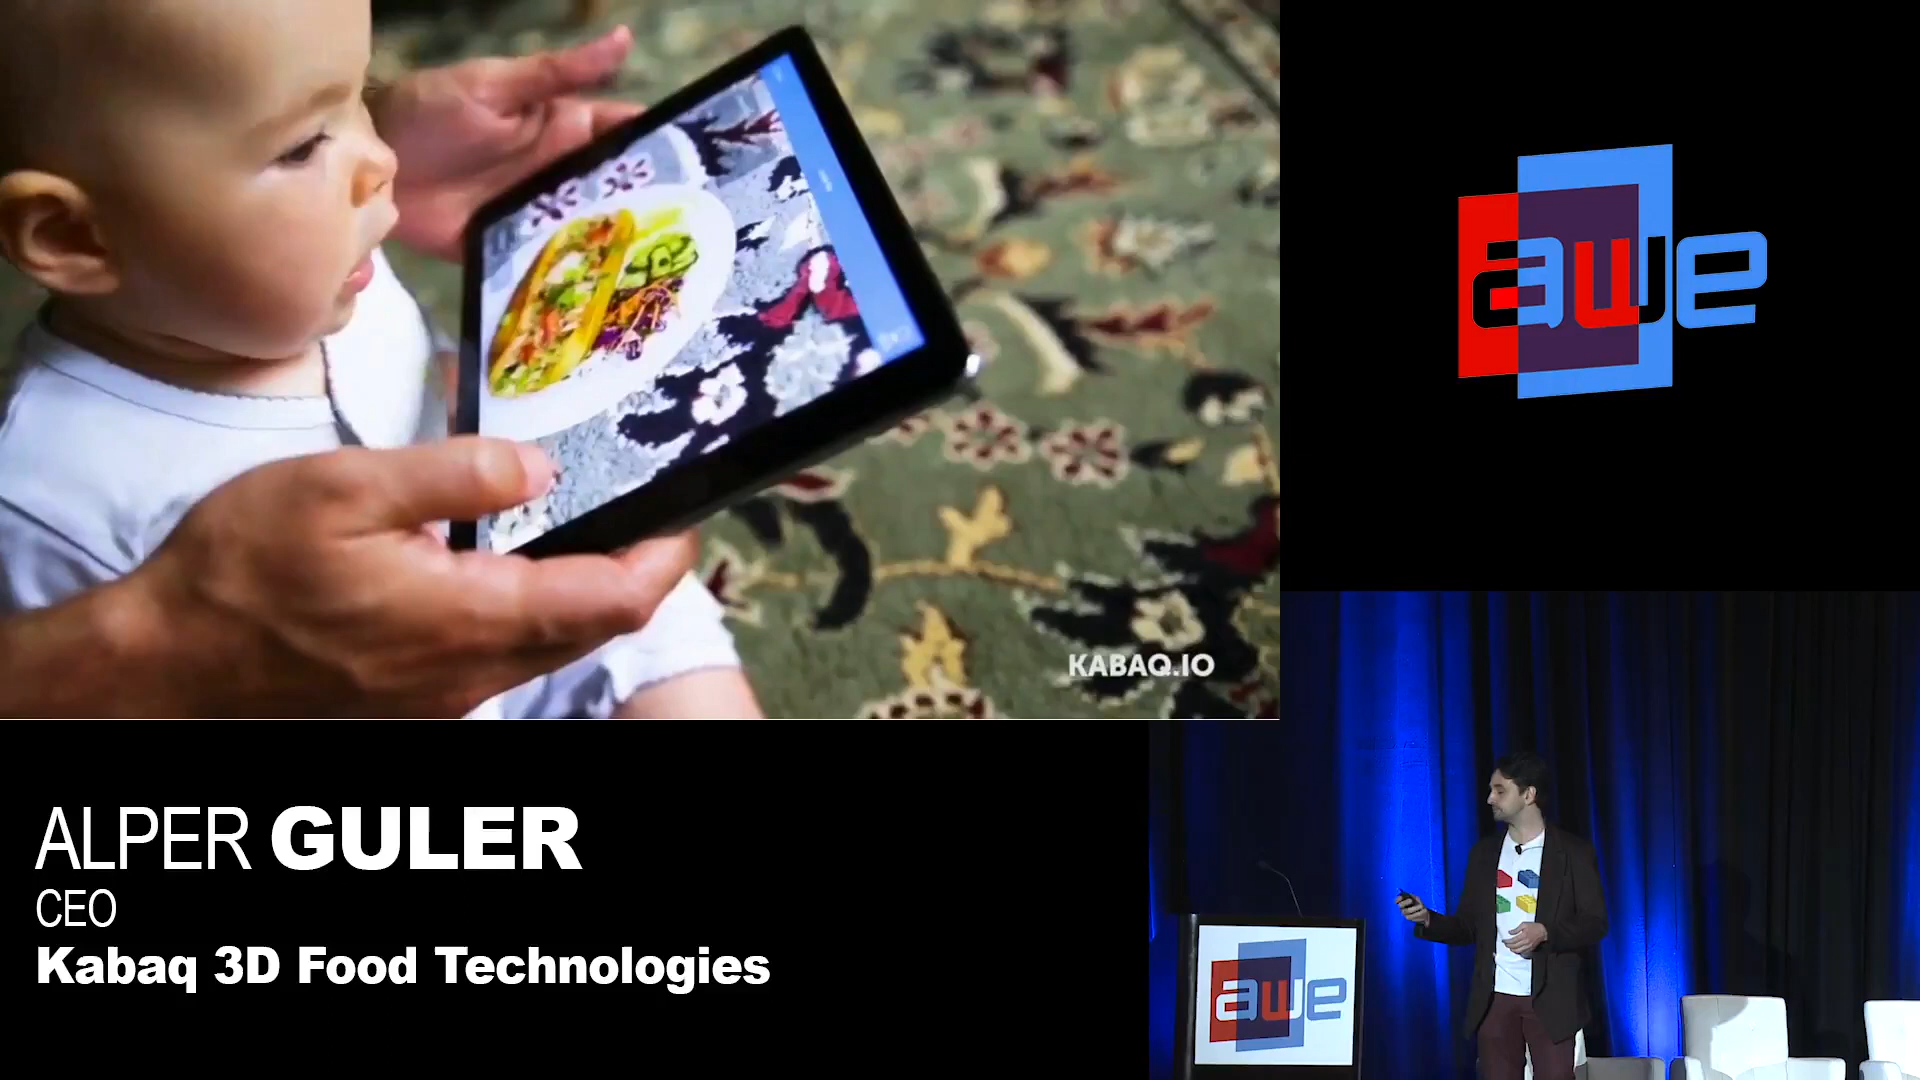 KABAQ.IO
awe
ALPER GULER
CEO
Kabaq 3D Food Technologies
awe